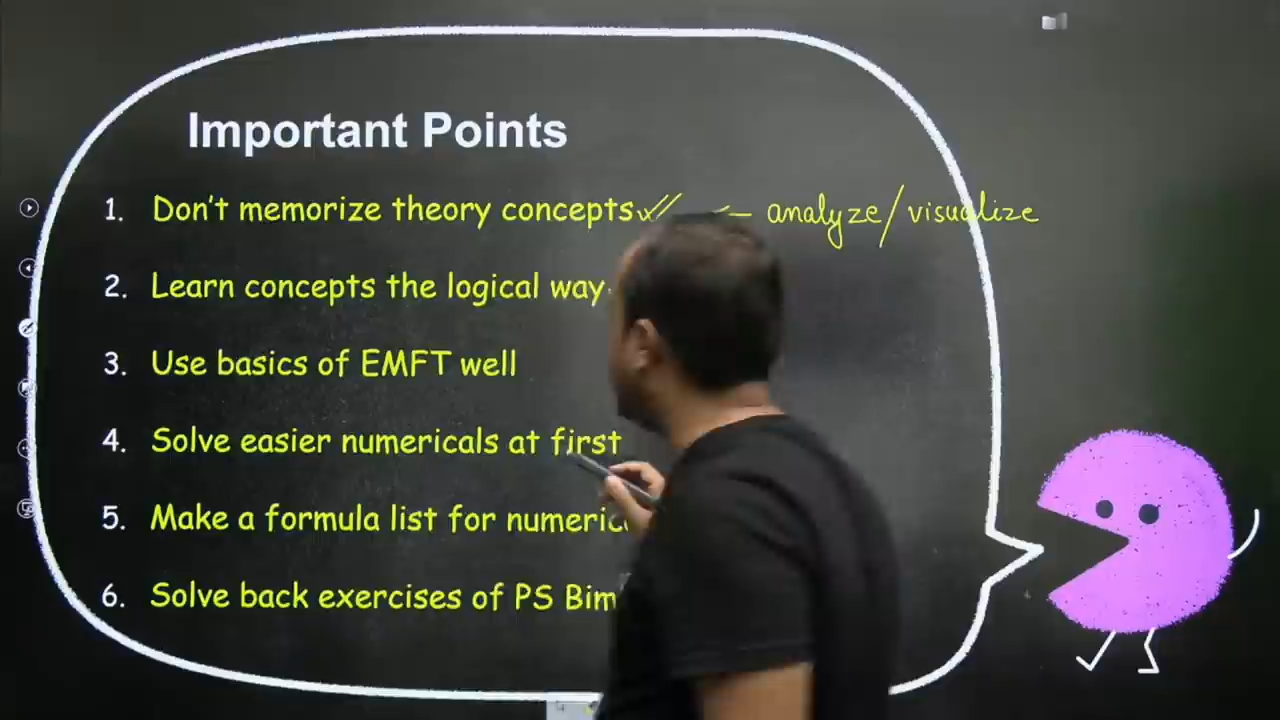 Important Points
1. Don't memorize theory concepts ← analyze/visualize
2. Learn concepts the logical way
3. Use basics of EMFT well
4. Solve easier numericals at first
5. Make a formula list for
6. Solve back exercises of PS